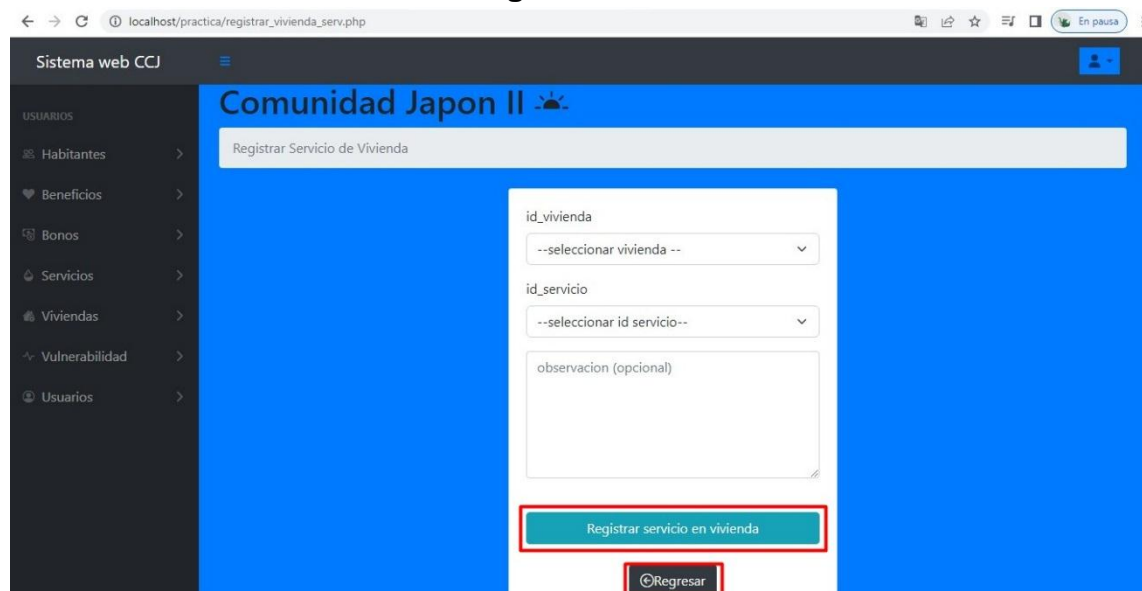 localhost/practica/registrar_vivienda_serv.php
En pausa
Sistema web CCJ
USUARIOS
Habitantes
Beneficios
Bonos
Servicios
Viviendas
Vulnerabilidad
Usuarios
Comunidad Japon II
Registrar Servicio de Vivienda
id_vivienda
--seleccionar vivienda --
id_servicio
--seleccionar id servicio--
observacion (opcional)
Registrar servicio en vivienda
Regresar